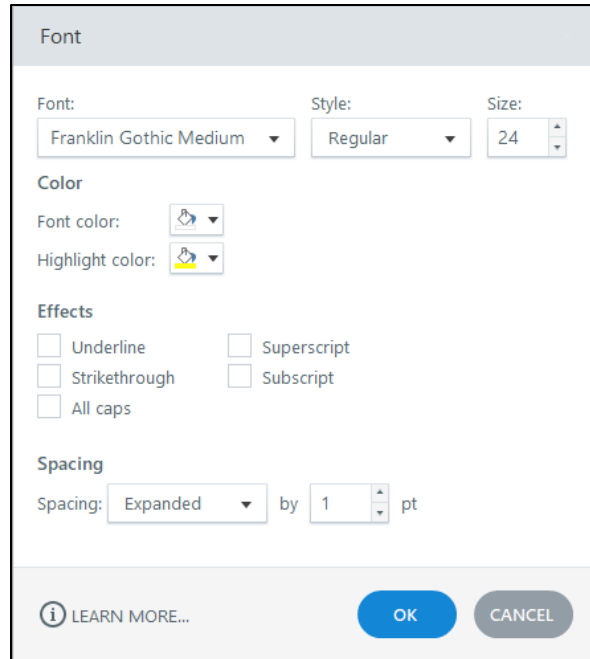 Font
Font: Style: Size:
Franklin Gothic Medium Regular 24
Color
Font color:
Highlight color:
Effects
Underline Superscript
Strikethrough Subscript
All caps
Spacing
Spacing: Expanded by 1 pt
LEARN MORE... OK CANCEL